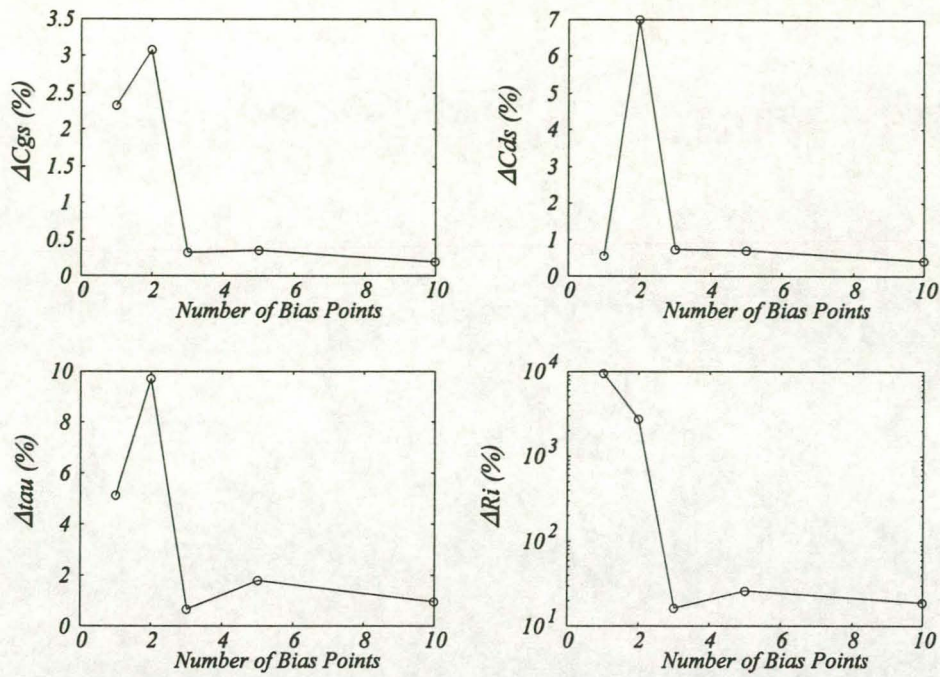 3.5
3
2.5
2
1.5
1
0.5
0
ΔCgs (%)
0 2 4 6 8 10
Number of Bias Points
7
6
5
4
3
2
1
0
ΔCds (%)
0 2 4 6 8 10
Number of Bias Points
10
8
6
4
2
0
Δtau (%)
0 2 4 6 8 10
Number of Bias Points
10^4
10^3
10^2
10^1
ΔRi (%)
0 2 4 6 8 10
Number of Bias Points